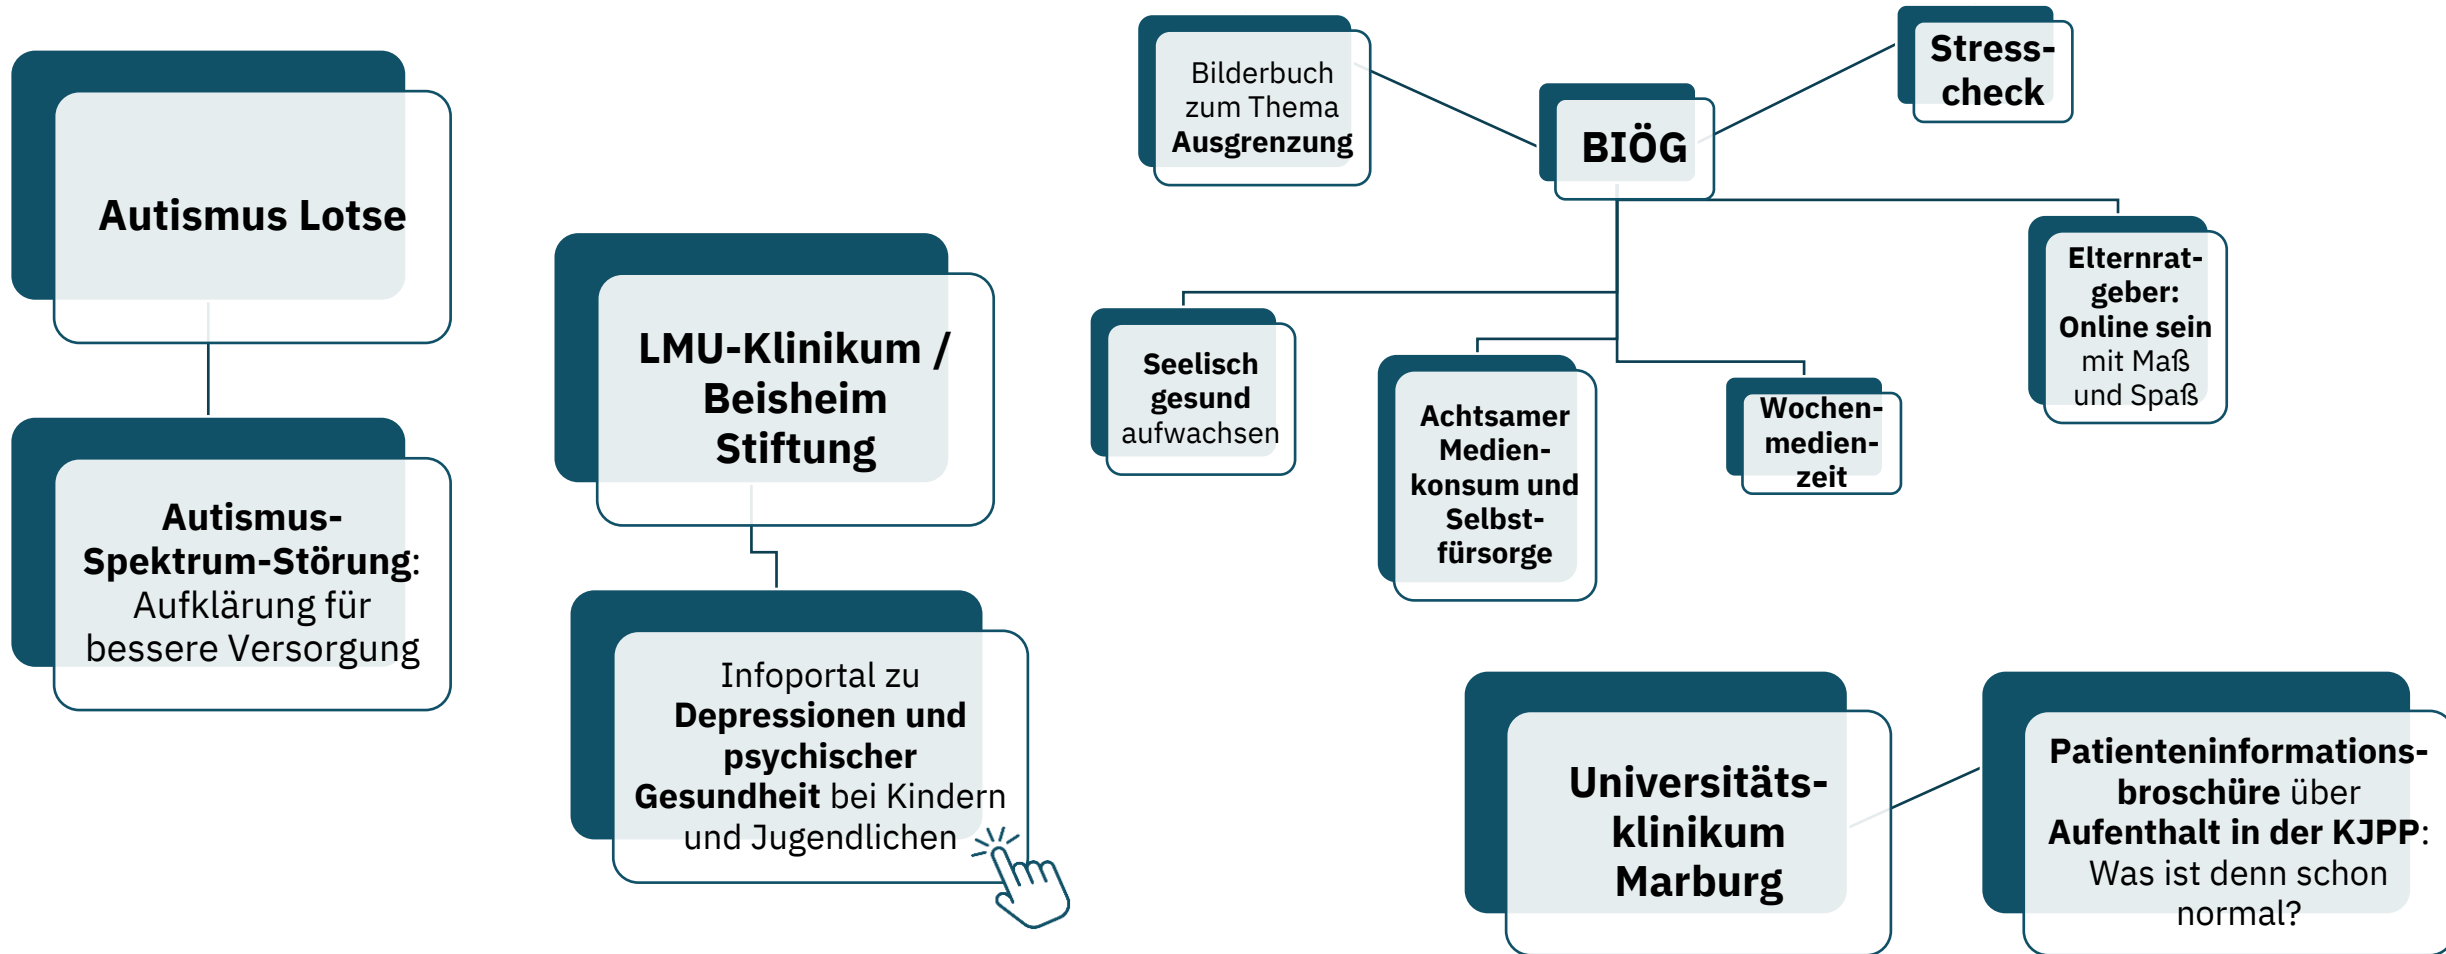 Autismus Lotse
Autismus-
Spektrum-Störung:
Aufklärung für
bessere Versorgung
LMU-Klinikum /
Beisheim
Stiftung
Infoportal zu
Depressionen und
psychischer
Gesundheit bei Kindern
und Jugendlichen
Bilderbuch
zum Thema
Ausgrenzung
BIÖG
Stress-
check
Seelisch
gesund
aufwachsen
Achtsamer
Medien-
konsum und
Selbst-
fürsorge
Wochen-
medien-
zeit
Elternrat-
geber:
Online sein
mit Maß
und Spaß
Universitäts-
klinikum
Marburg
Patienteninformations-
broschüre über
Aufenthalt in der KJPP:
Was ist denn schon
normal?